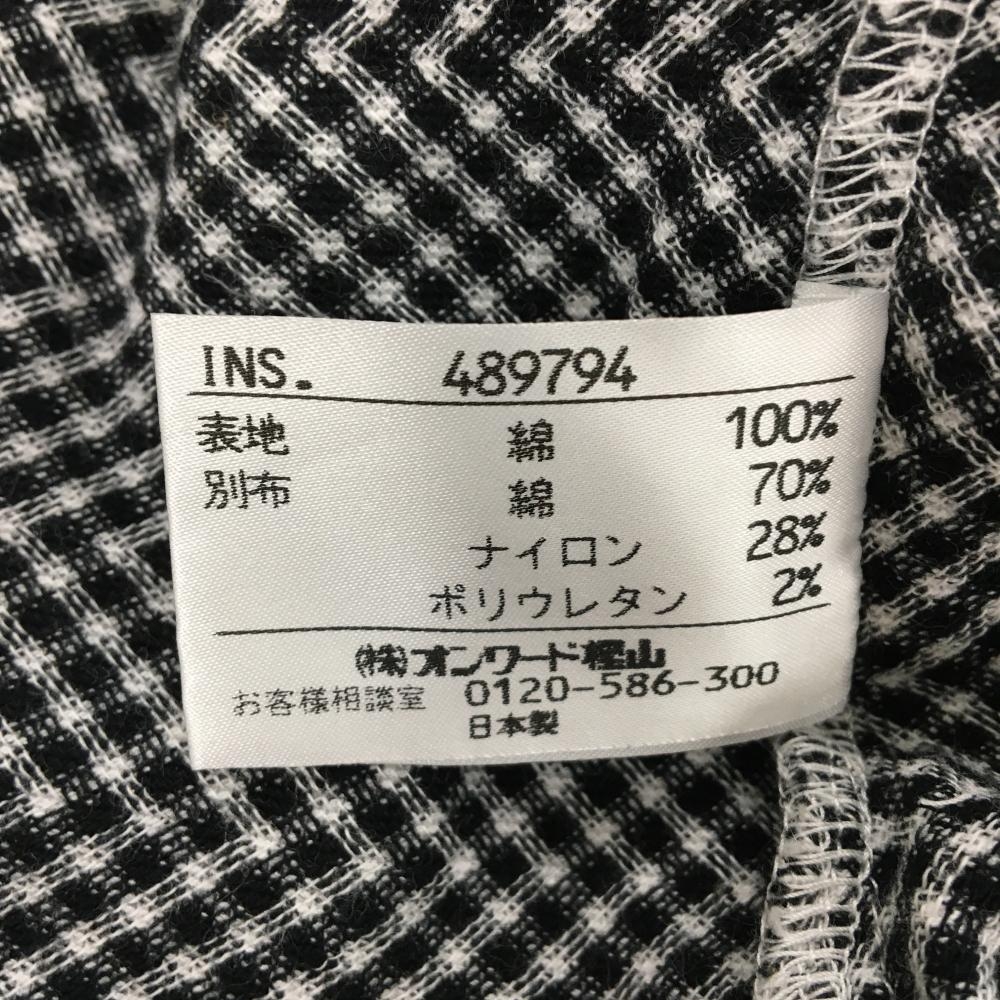 INS. 489794
表地 綿 100%
別布 綿 70%
ナイロン 28%
ポリウレタン 2%
(株)オンワード樫山
お客様相談室 0120-586-300
日本製